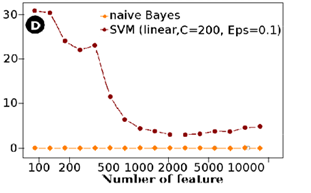 30
D
naive Bayes
SVM (linear,C=200, Eps=0.1)
20
10
0
100 200 500 1000 2000 5000 10000
Number of feature